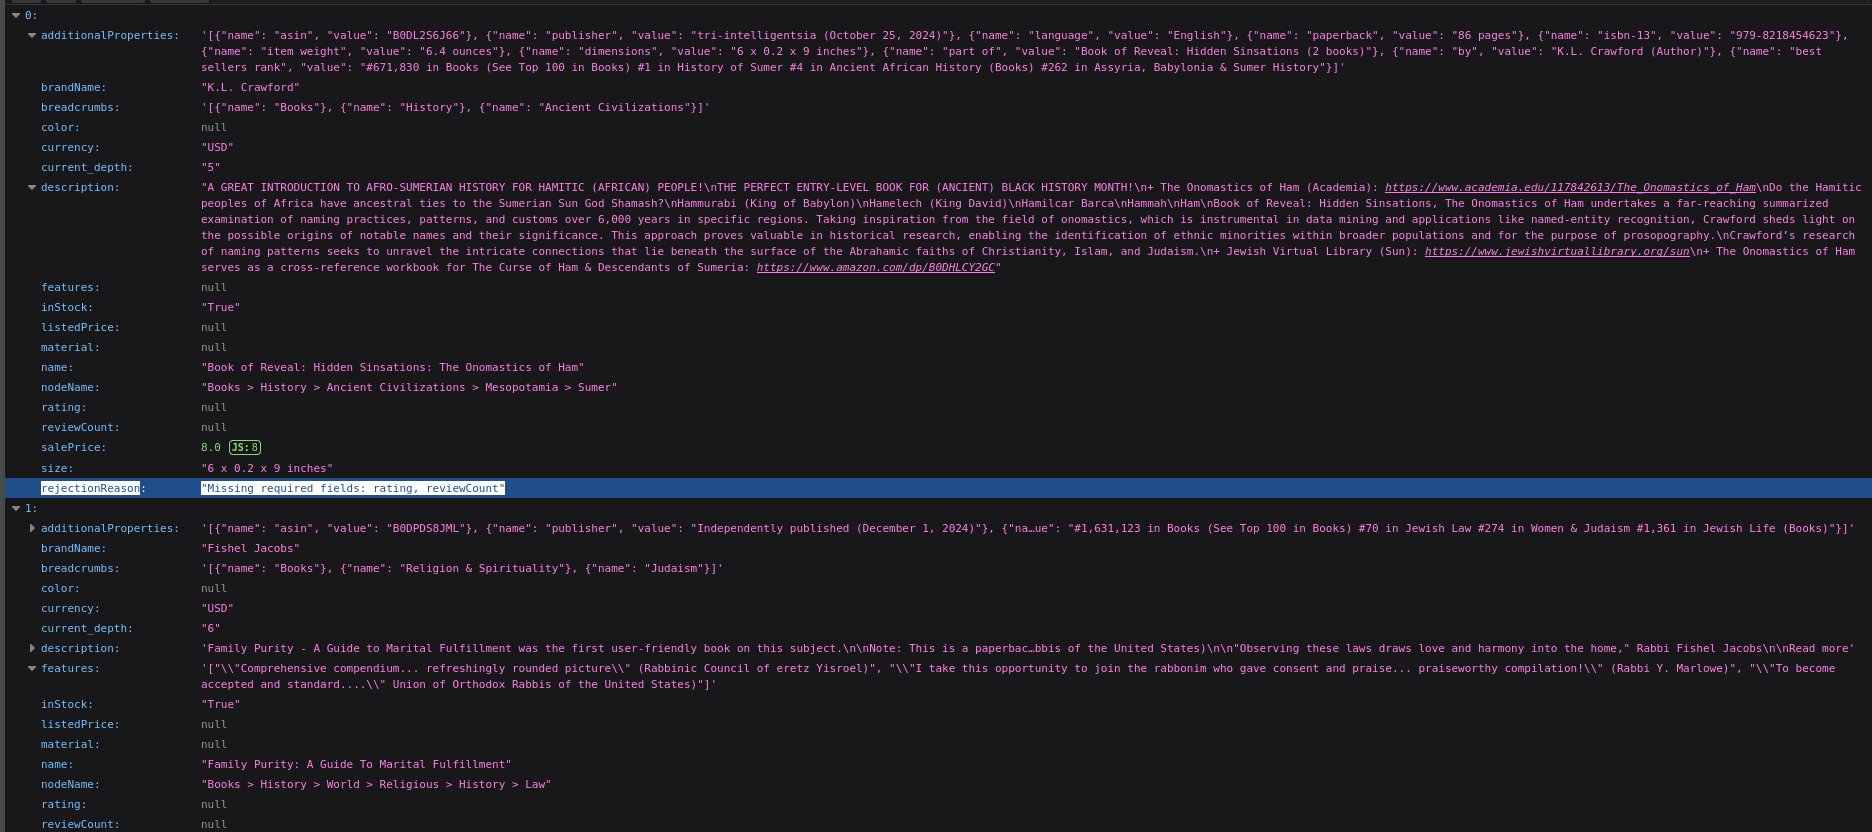 0:
additionalProperties: '[{"name": "asin", "value": "B0DL2S6J66"}, {"name": "publisher", "value": "tri-intelligentsia (October 25, 2024)"}, {"name": "language", "value": "English"}, {"name": "paperback", "value": "86 pages"}, {"name": "isbn-13", "value": "979-8218454623"},
{"name": "item weight", "value": "6.4 ounces"}, {"name": "dimensions", "value": "6 x 0.2 x 9 inches"}, {"name": "part of", "value": "Book of Reveal: Hidden Sinsations (2 books)"}, {"name": "by", "value": "K.L. Crawford (Author)"}, {"name": "best
sellers rank", "value": "#671,830 in Books (See Top 100 in Books) #1 in History of Sumer #4 in Ancient African History (Books) #262 in Assyria, Babylonia & Sumer History"}]'
brandName: "K.L. Crawford"
breadcrumbs: '[{"name": "Books"}, {"name": "History"}, {"name": "Ancient Civilizations"}]'
color: null
currency: "USD"
current_depth: "5"
description: "A GREAT INTRODUCTION TO AFRO-SUMERIAN HISTORY FOR HAMITIC (AFRICAN) PEOPLE!\nTHE PERFECT ENTRY-LEVEL BOOK FOR (ANCIENT) BLACK HISTORY MONTH!\n+ The Onomastics of Ham (Academia): https://www.academia.edu/117842613/The_Onomastics_of_Ham\nDo the Hamitic
peoples of Africa have ancestral ties to the Sumerian Sun God Shamash?\nHammurabi (King of Babylon)\nHamelech (King David)\nHamilcar Barca\nHammah\nHam\nBook of Reveal: Hidden Sinsations, The Onomastics of Ham undertakes a far-reaching summarized
examination of naming practices, patterns, and customs over 6,000 years in specific regions. Taking inspiration from the field of onomastics, which is instrumental in data mining and applications like named-entity recognition, Crawford sheds light on
the possible origins of notable names and their significance. This approach proves valuable in historical research, enabling the identification of ethnic minorities within broader populations and for the purpose of prosopography.\nCrawford’s research
of naming patterns seeks to unravel the intricate connections that lie beneath the surface of the Abrahamic faiths of Christianity, Islam, and Judaism.\n+ Jewish Virtual Library (Sun): https://www.jewishvirtuallibrary.org/sun\n+ The Onomastics of Ham
serves as a cross-reference workbook for The Curse of Ham & Descendants of Sumeria: https://www.amazon.com/dp/B0DHLCY2GC"
features: null
inStock: "True"
listedPrice: null
material: null
name: "Book of Reveal: Hidden Sinsations: The Onomastics of Ham"
nodeName: "Books > History > Ancient Civilizations > Mesopotamia > Sumer"
rating: null
reviewCount: null
salePrice: 8.0 JS:8
size: "6 x 0.2 x 9 inches"
rejectionReason: "Missing required fields: rating, reviewCount"
1:
additionalProperties: '[{"name": "asin", "value": "B0DPDS8JML"}, {"name": "publisher", "value": "Independently published (December 1, 2024)"}, {"na…ue": "#1,631,123 in Books (See Top 100 in Books) #70 in Jewish Law #274 in Women & Judaism #1,361 in Jewish Life (Books)"}]'
brandName: "Fishel Jacobs"
breadcrumbs: '[{"name": "Books"}, {"name": "Religion & Spirituality"}, {"name": "Judaism"}]'
color: null
currency: "USD"
current_depth: "6"
description: 'Family Purity - A Guide to Marital Fulfillment was the first user-friendly book on this subject.\n\nNote: This is a paperbac…bbis of the United States)\n\n"Observing these laws draws love and harmony into the home," Rabbi Fishel Jacobs\n\nRead more'
features: '["\\"Comprehensive compendium... refreshingly rounded picture\\" (Rabbinic Council of eretz Yisroel)", "\\"I take this opportunity to join the rabbonim who gave consent and praise... praiseworthy compilation!\\" (Rabbi Y. Marlowe)", "\\"To become
accepted and standard....\\" Union of Orthodox Rabbis of the United States)"]'
inStock: "True"
listedPrice: null
material: null
name: "Family Purity: A Guide To Marital Fulfillment"
nodeName: "Books > History > World > Religious > History > Law"
rating: null
reviewCount: null